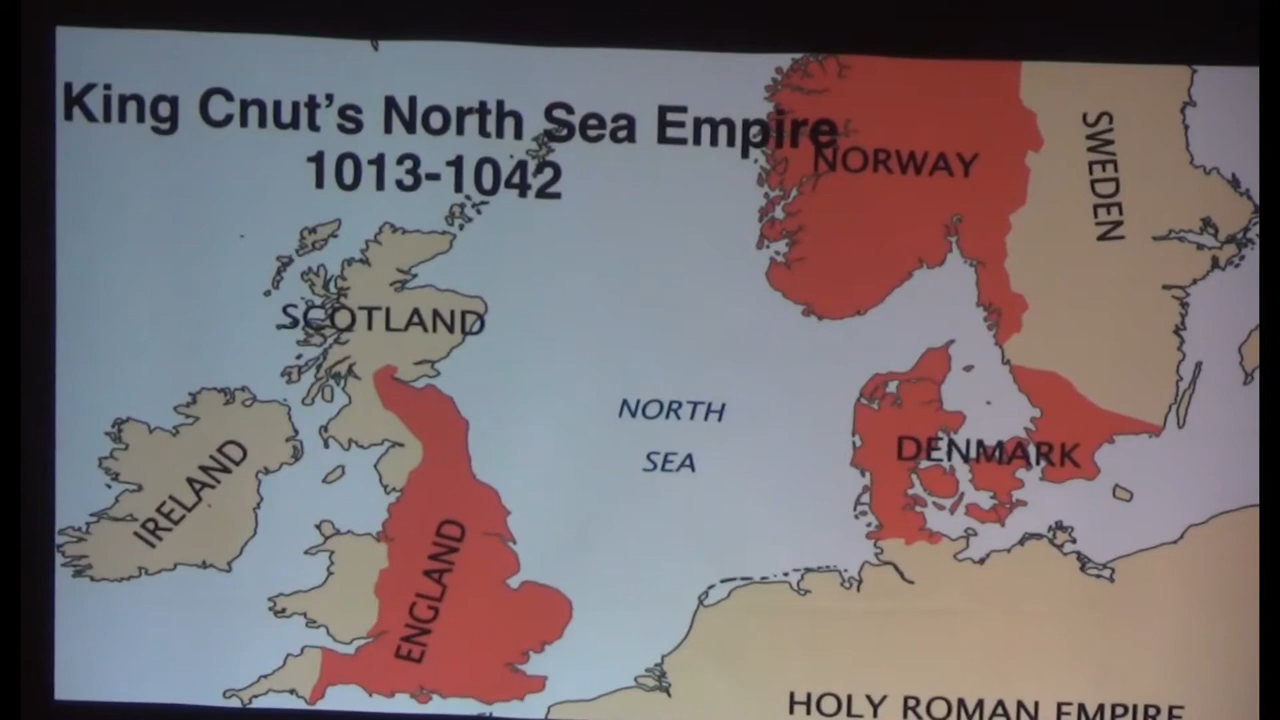 King Cnut's North Sea Empire
1013-1042
NORWAY
SWEDEN
SCOTLAND
NORTH
SEA
IRELAND
DENMARK
ENGLAND
HOLY ROMAN EMPIRE